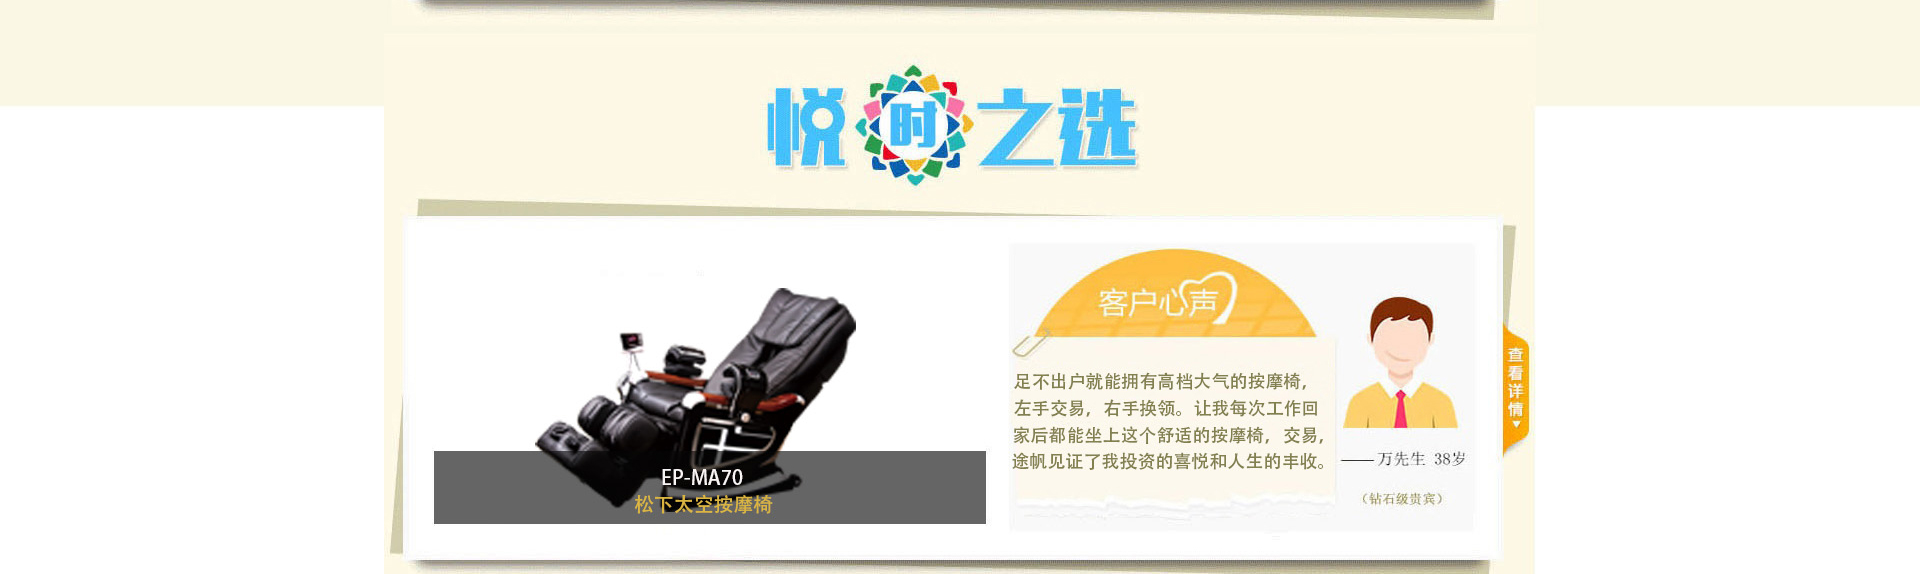 悦时之选
客户心声
足不出户就能拥有高档大气的按摩椅，
左手交易，右手换领。让我每次工作回
家后都能坐上这个舒适的按摩椅，交易，
途帆见证了我投资的喜悦和人生的丰收。
——万先生 38岁
（钻石级贵宾）
EP-MA70
松下太空按摩椅
查看详情